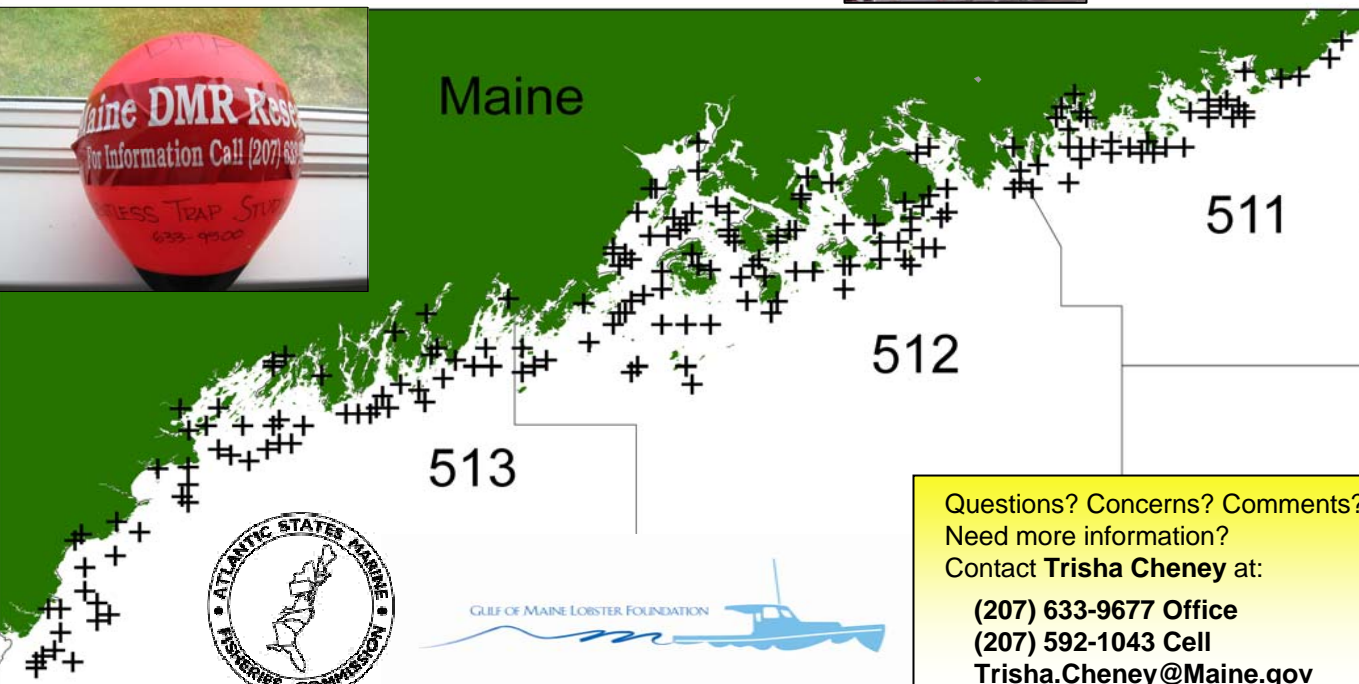 DMR
Maine DMR Rese
For Information Call (207) 63
NTLESS TRAP STUD
633-9500
Maine
511
512
513
ATLANTIC STATES MARINE
FISHERIES COMMISSION
GULF OF MAINE LOBSTER FOUNDATION
Questions? Concerns? Comments?
Need more information?
Contact Trisha Cheney at:
(207) 633-9677 Office
(207) 592-1043 Cell
Trisha.Cheney@Maine.gov